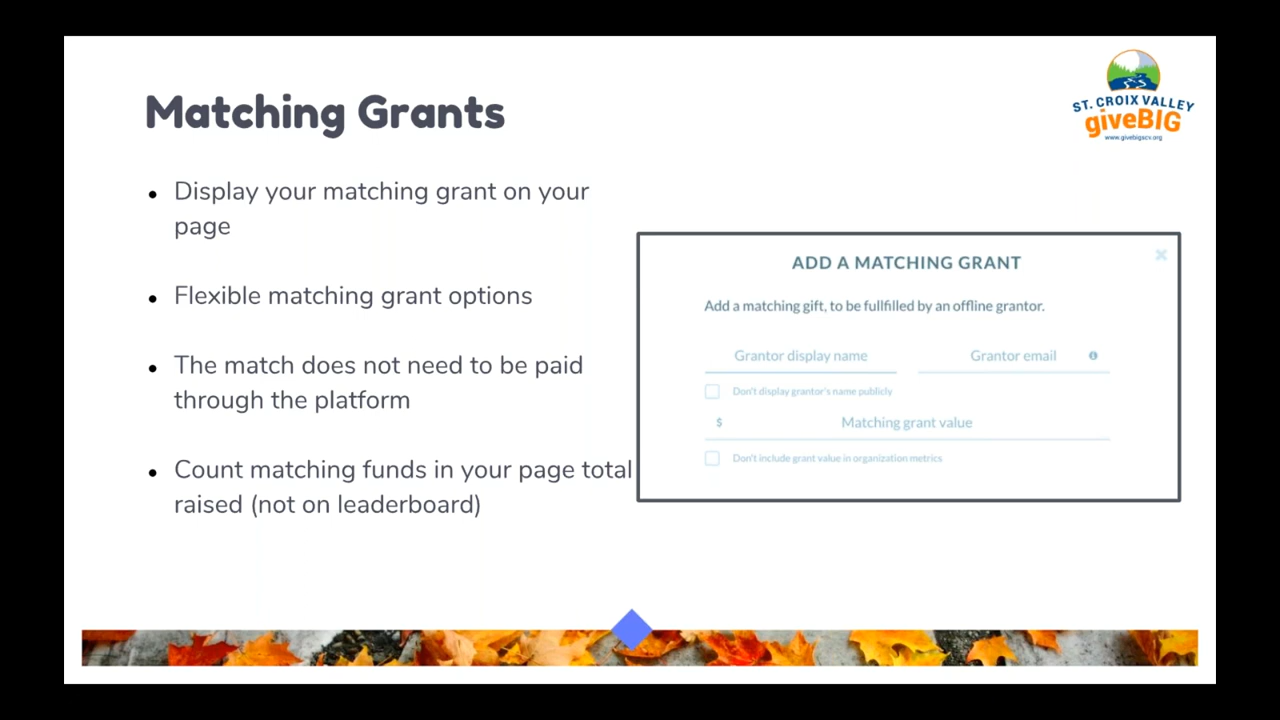 ST. CROIX VALLEY
giveBIG
www.givebigscv.org
Matching Grants
• Display your matching grant on your
page
• Flexible matching grant options
• The match does not need to be paid
through the platform
• Count matching funds in your page total
raised (not on leaderboard)
ADD A MATCHING GRANT
Add a matching gift, to be fullfilled by an offline grantor.
Grantor display name Grantor email
Don't display grantor's name publicly
$ Matching grant value
Don't include grant value in organization metrics